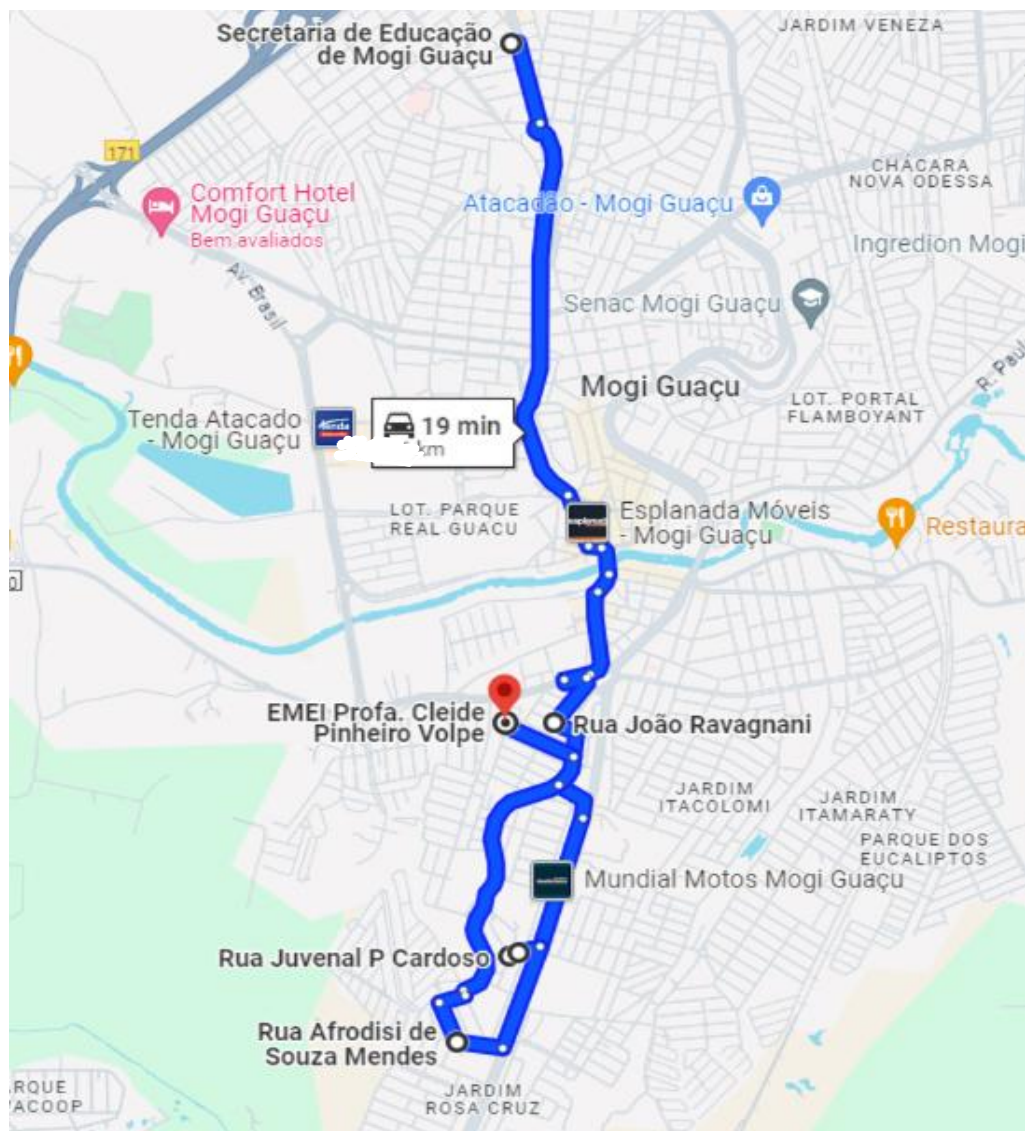 Secretaria de Educação
de Mogi Guaçu
JARDIM VENEZA
171
CHÁCARA
NOVA ODESSA
Comfort Hotel
Mogi Guaçu
Bem avaliados
Atacadão - Mogi Guaçu
Ingredion Mogi
Av. Brasil
Senac Mogi Guaçu
R. Paul
Mogi Guaçu
LOT. PORTAL
FLAMBOYANT
Tenda Atacado
- Mogi Guaçu
Tenda
19 min
km
LOT. PARQUE
REAL GUACU
Esplanada Móveis
- Mogi Guaçu
Restaura
EMEI Profa. Cleide
Pinheiro Volpe
Rua João Ravagnani
JARDIM
ITACOLOMI
JARDIM
ITAMARATY
PARQUE DOS
EUCALIPTOS
Mundial Motos Mogi Guaçu
Rua Juvenal P Cardoso
Rua Afrodisi de
Souza Mendes
JARDIM
ROSA CRUZ
RQUE
ACOOP